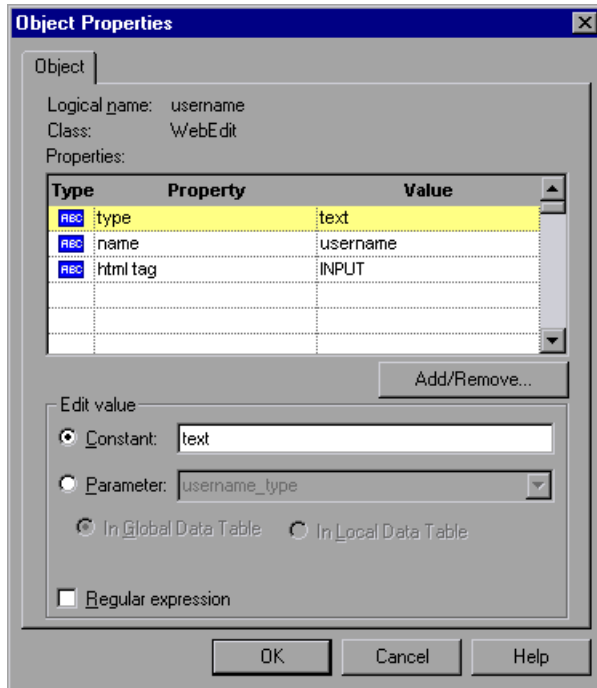 Object Properties
Object
Logical name: username
Class: WebEdit
Properties:
Type Property Value
ABC type text
ABC name username
ABC html tag INPUT
Add/Remove...
Edit value
Constant: text
Parameter: username_type
In Global Data Table In Local Data Table
Regular expression
OK Cancel Help